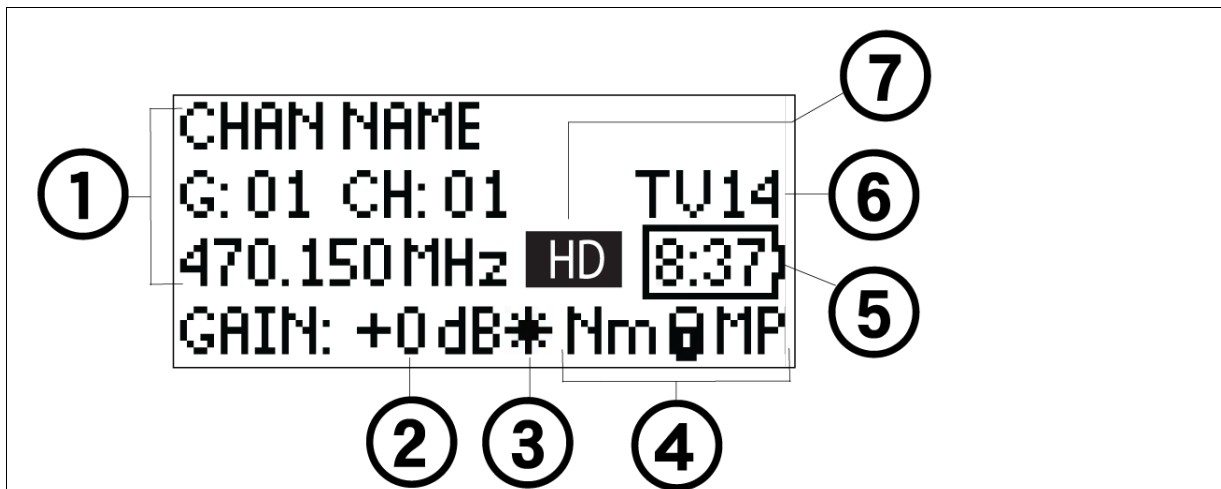 7
CHAN NAME
1
G: 01 CH: 01 TV14
6
470.150 MHz HD 8:37
5
GAIN: +0 dB✷ Nm MP
2 3 4